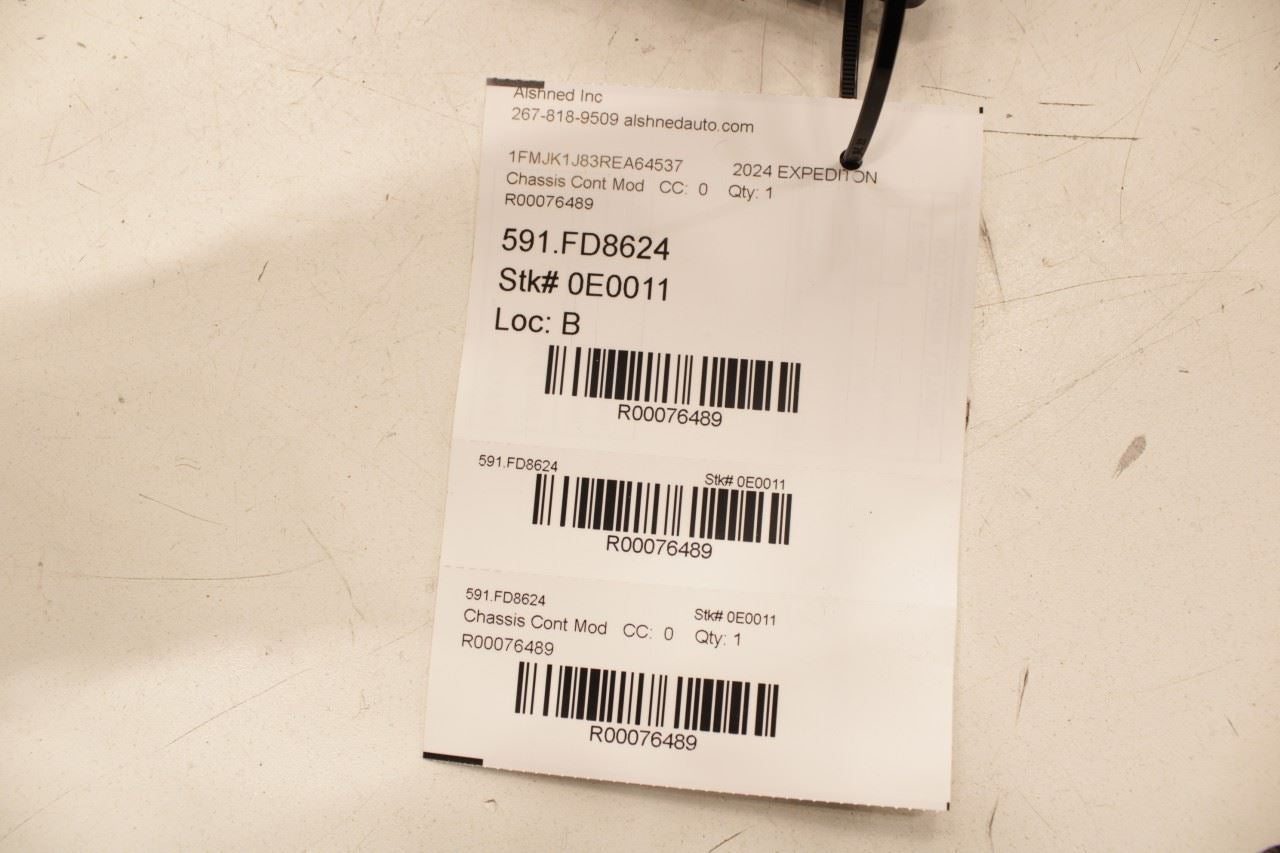 Alshned Inc
267-818-9509 alshnedauto.com
1FMJK1J83REA64537 2024 EXPEDITON
Chassis Cont Mod CC: 0 Qty: 1
R00076489
591.FD8624
Stk# 0E0011
Loc: B
R00076489
591.FD8624 Stk# 0E0011
R00076489
591.FD8624 Stk# 0E0011
Chassis Cont Mod CC: 0 Qty: 1
R00076489
R00076489